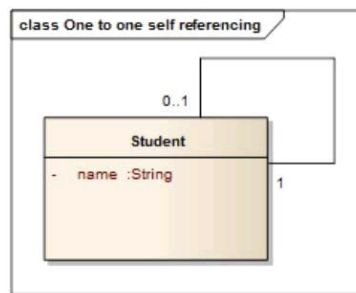 class One to one self referencing
0..1
Student
- name :String
1